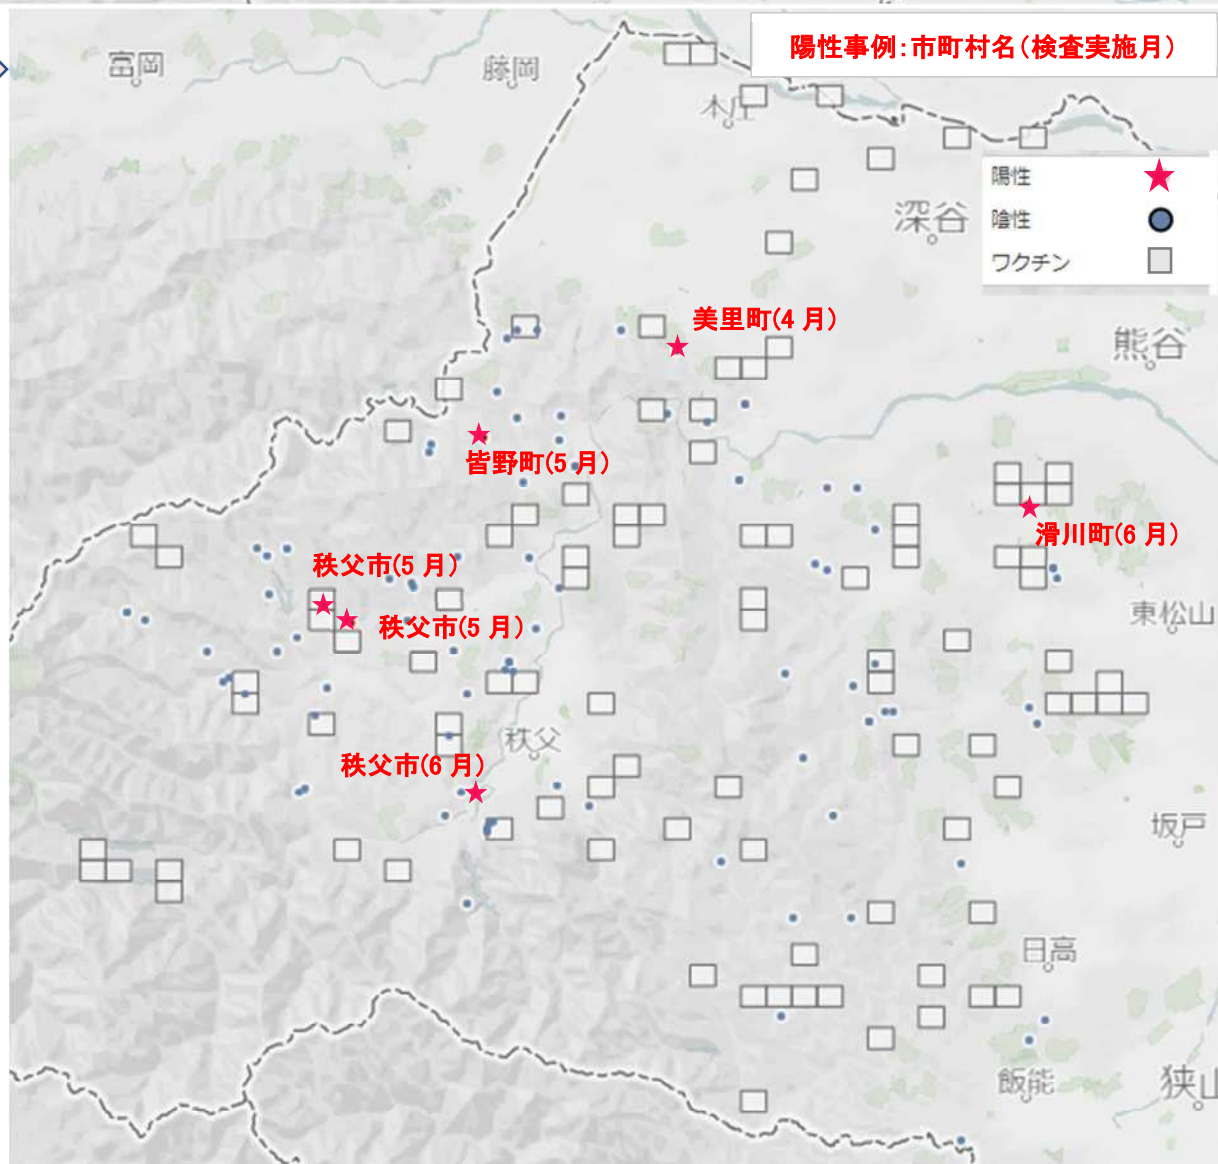 陽性事例:市町村名(検査実施月)
富岡
藤岡
本庄
陽性
陰性
ワクチン
深谷
美里町(4 月)
熊谷
皆野町(5 月)
滑川町(6 月)
秩父市(5 月)
秩父市(5 月)
東松山
秩父
秩父市(6 月)
坂戸
日高
飯能
狭山